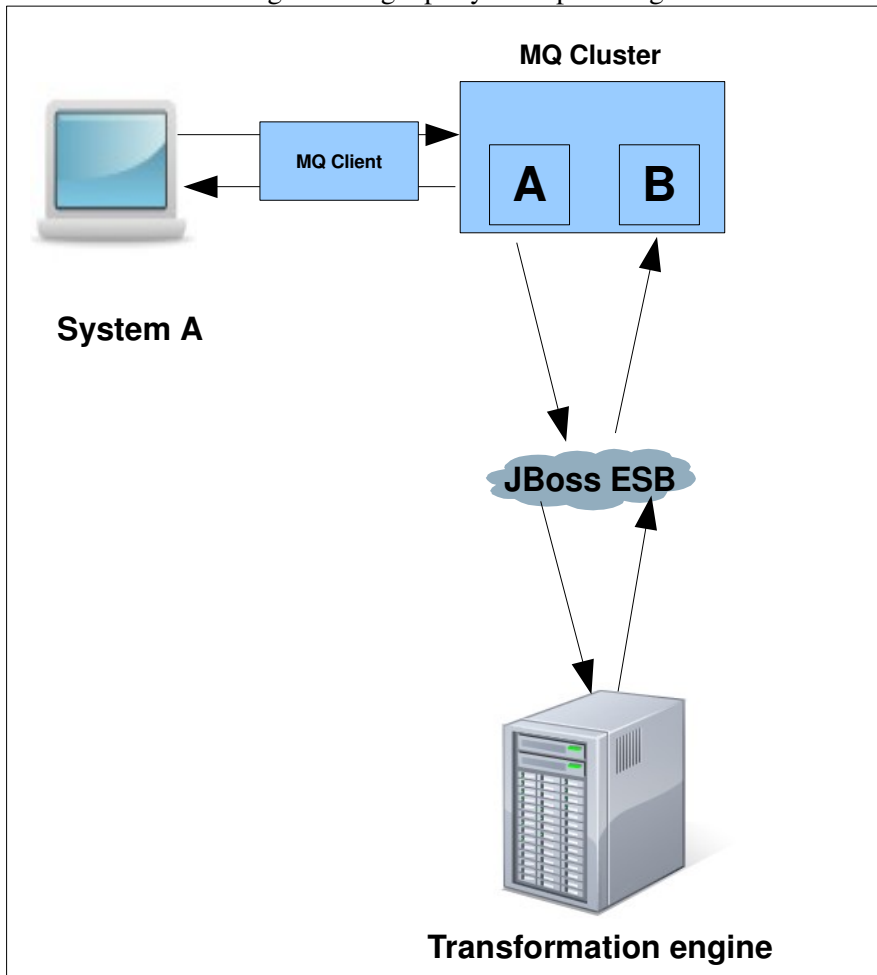 MQ Cluster
MQ Client
A
B
System A
JBoss ESB
Transformation engine